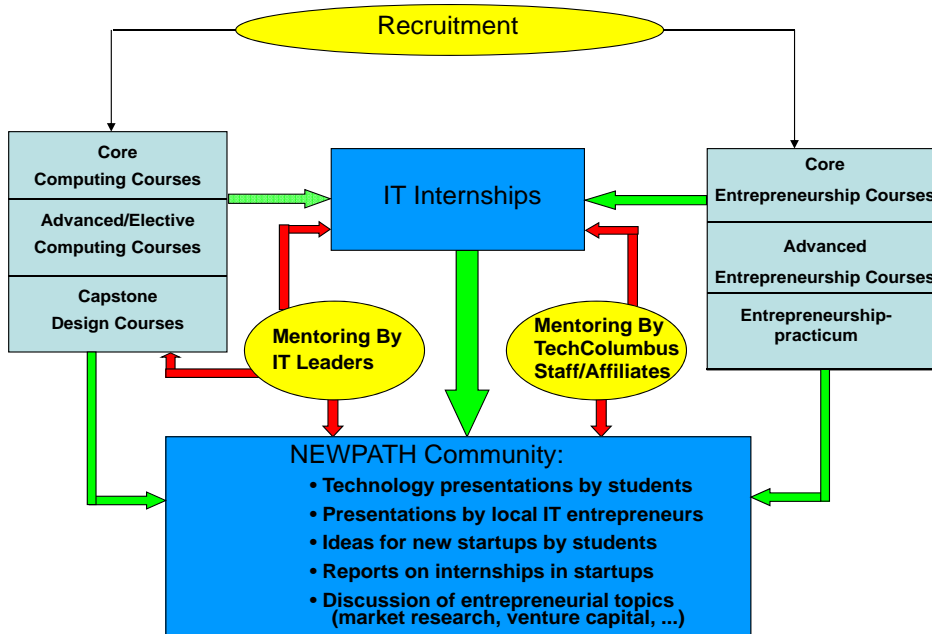 Recruitment
Core
Computing Courses
Advanced/Elective
Computing Courses
Capstone
Design Courses
IT Internships
Core
Entrepreneurship Courses
Advanced
Entrepreneurship Courses
Entrepreneurship-
practicum
Mentoring By
IT Leaders
Mentoring By
TechColumbus
Staff/Affiliates
NEWPATH Community:
• Technology presentations by students
• Presentations by local IT entrepreneurs
• Ideas for new startups by students
• Reports on internships in startups
• Discussion of entrepreneurial topics
(market research, venture capital, ...)